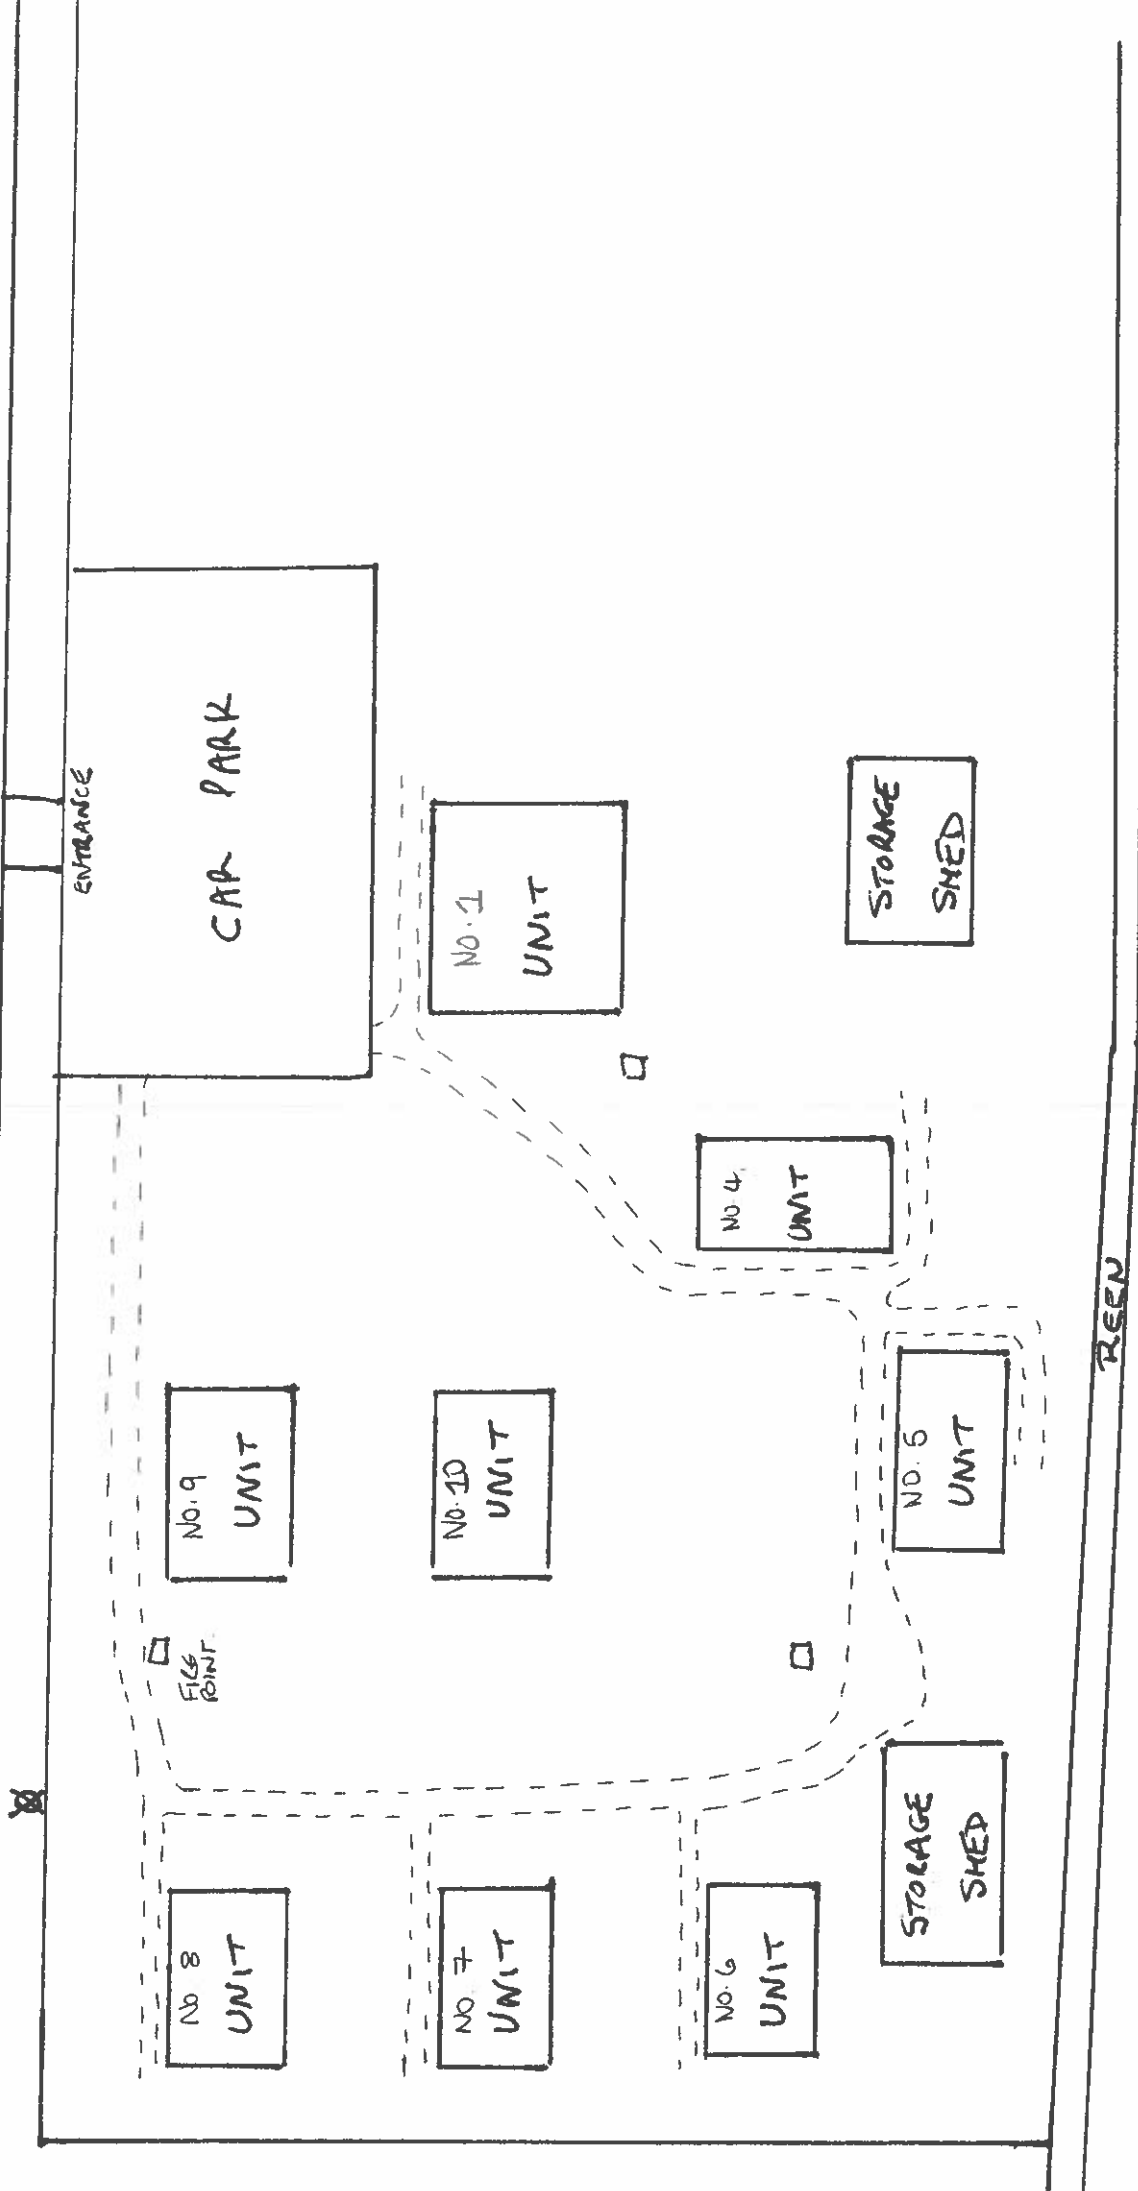 ENTRANCE
CAR PARK
NO. 8
UNIT
FIRE
POINT.
NO. 9
UNIT
NO. 7
UNIT
NO. 10
UNIT
NO. 1
UNIT
NO. 6
UNIT
NO. 4.
UNIT
STORAGE
SHED
NO. 5
UNIT
STORAGE
SHED
REEN